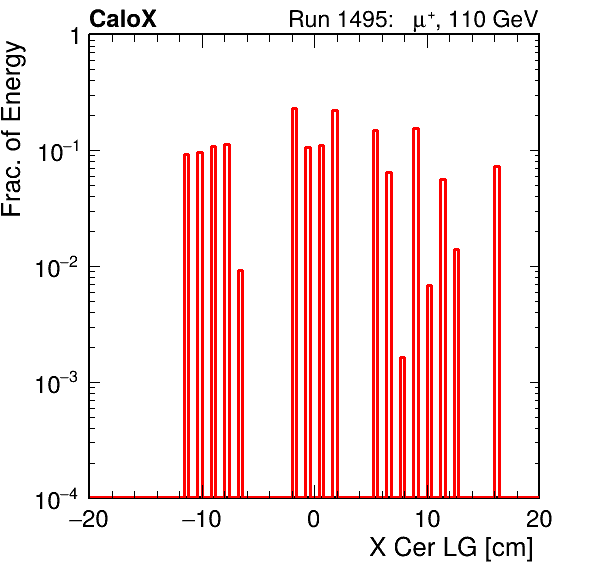 CaloX Run 1495: μ⁺, 110 GeV
Frac. of Energy
1
10⁻¹
10⁻²
10⁻³
10⁻⁴
−20 −10 0 10 20
X Cer LG [cm]